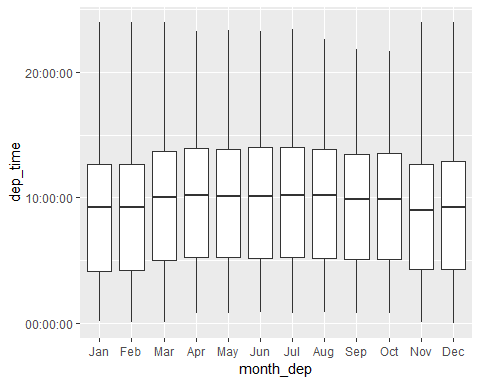 dep_time
20:00:00
10:00:00
00:00:00
Jan Feb Mar Apr May Jun Jul Aug Sep Oct Nov Dec
month_dep